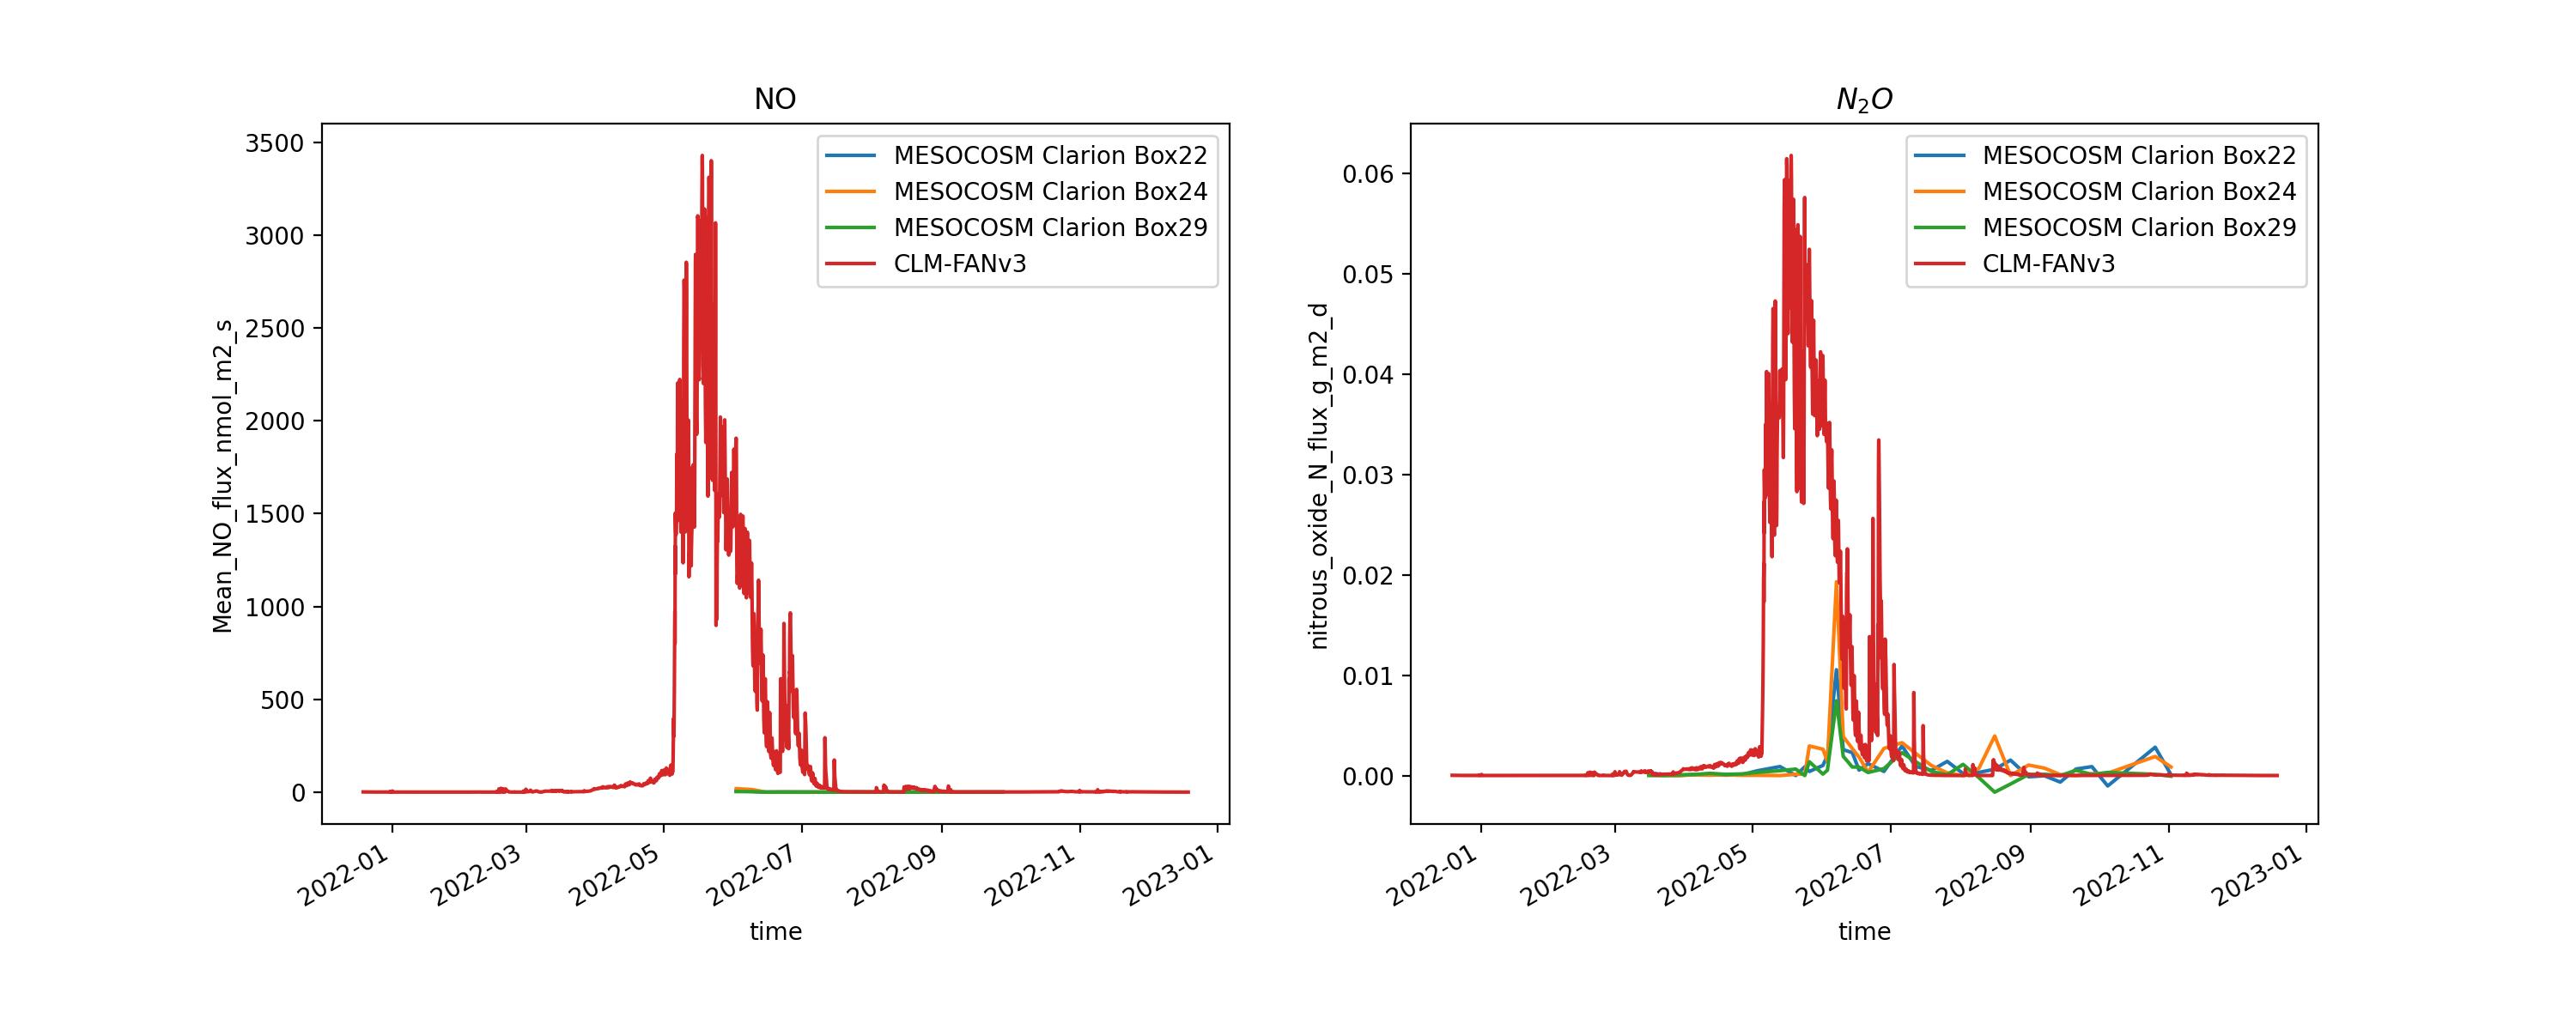 NO
MESOCOSM Clarion Box22
MESOCOSM Clarion Box24
MESOCOSM Clarion Box29
CLM-FANv3
Mean_NO_flux_nmol_m2_s
3500
3000
2500
2000
1500
1000
500
0
2022-01
2022-03
2022-05
2022-07
2022-09
2022-11
2023-01
time
N₂O
MESOCOSM Clarion Box22
MESOCOSM Clarion Box24
MESOCOSM Clarion Box29
CLM-FANv3
nitrous_oxide_N_flux_g_m2_d
0.06
0.05
0.04
0.03
0.02
0.01
0.00
2022-01
2022-03
2022-05
2022-07
2022-09
2022-11
2023-01
time